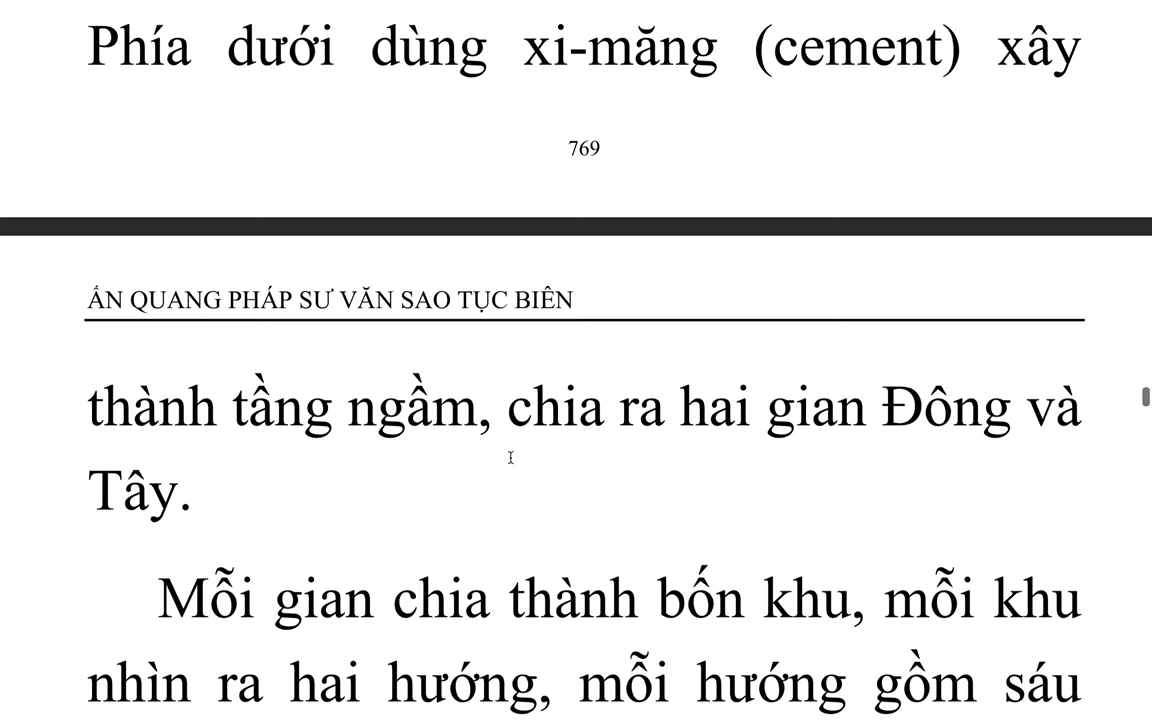 Phía dưới dùng xi-măng (cement) xây
769
ẤN QUANG PHÁP SƯ VĂN SAO TỤC BIÊN
thành tầng ngầm, chia ra hai gian Đông và
Tây.
Mỗi gian chia thành bốn khu, mỗi khu
nhìn ra hai hướng, mỗi hướng gồm sáu